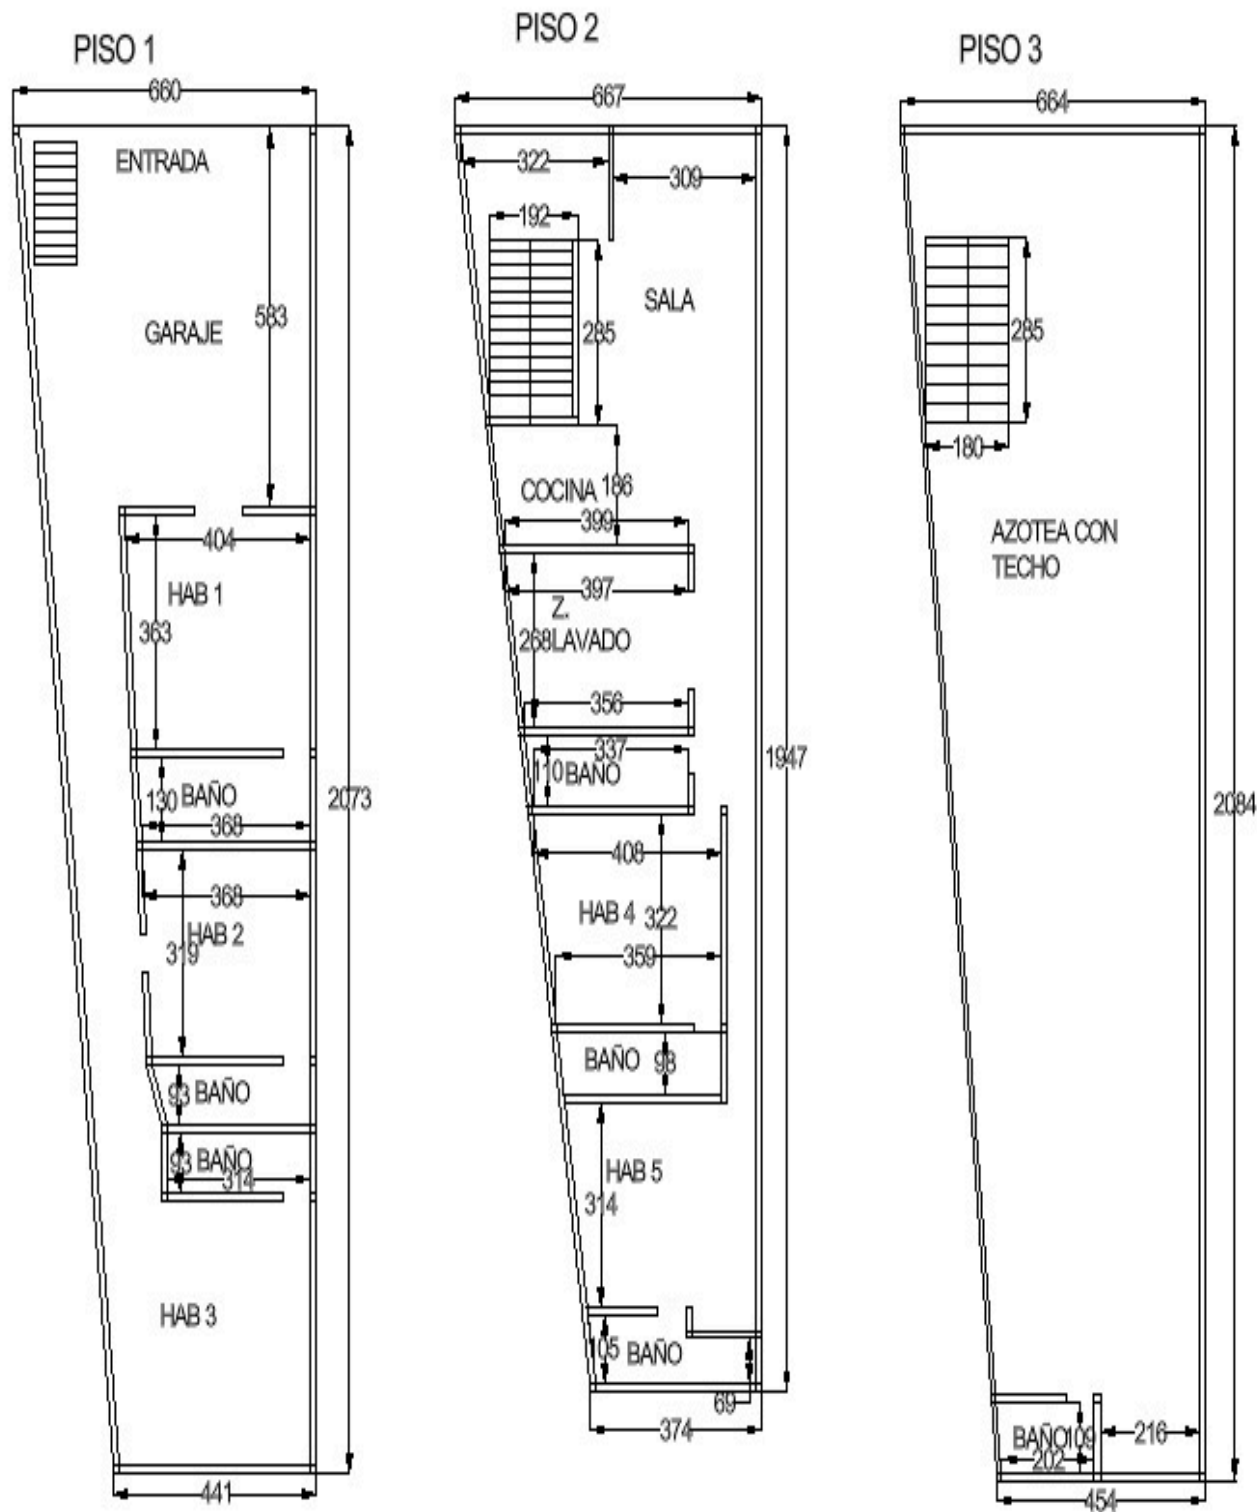 PISO 1
660
ENTRADA
583
GARAJE
404
HAB 1
363
130 BAÑO
2073
368
368
HAB 2
319
93 BAÑO
93 BAÑO
314
HAB 3
441
PISO 2
667
322
309
192
SALA
285
COCINA 186
399
397
Z.
268 LAVADO
356
337
110 BAÑO
1947
408
HAB 4 322
359
BAÑO 98
HAB 5
314
105 BAÑO
69
374
PISO 3
664
285
180
AZOTEA CON
TECHO
2084
BAÑO 109
216
202
454